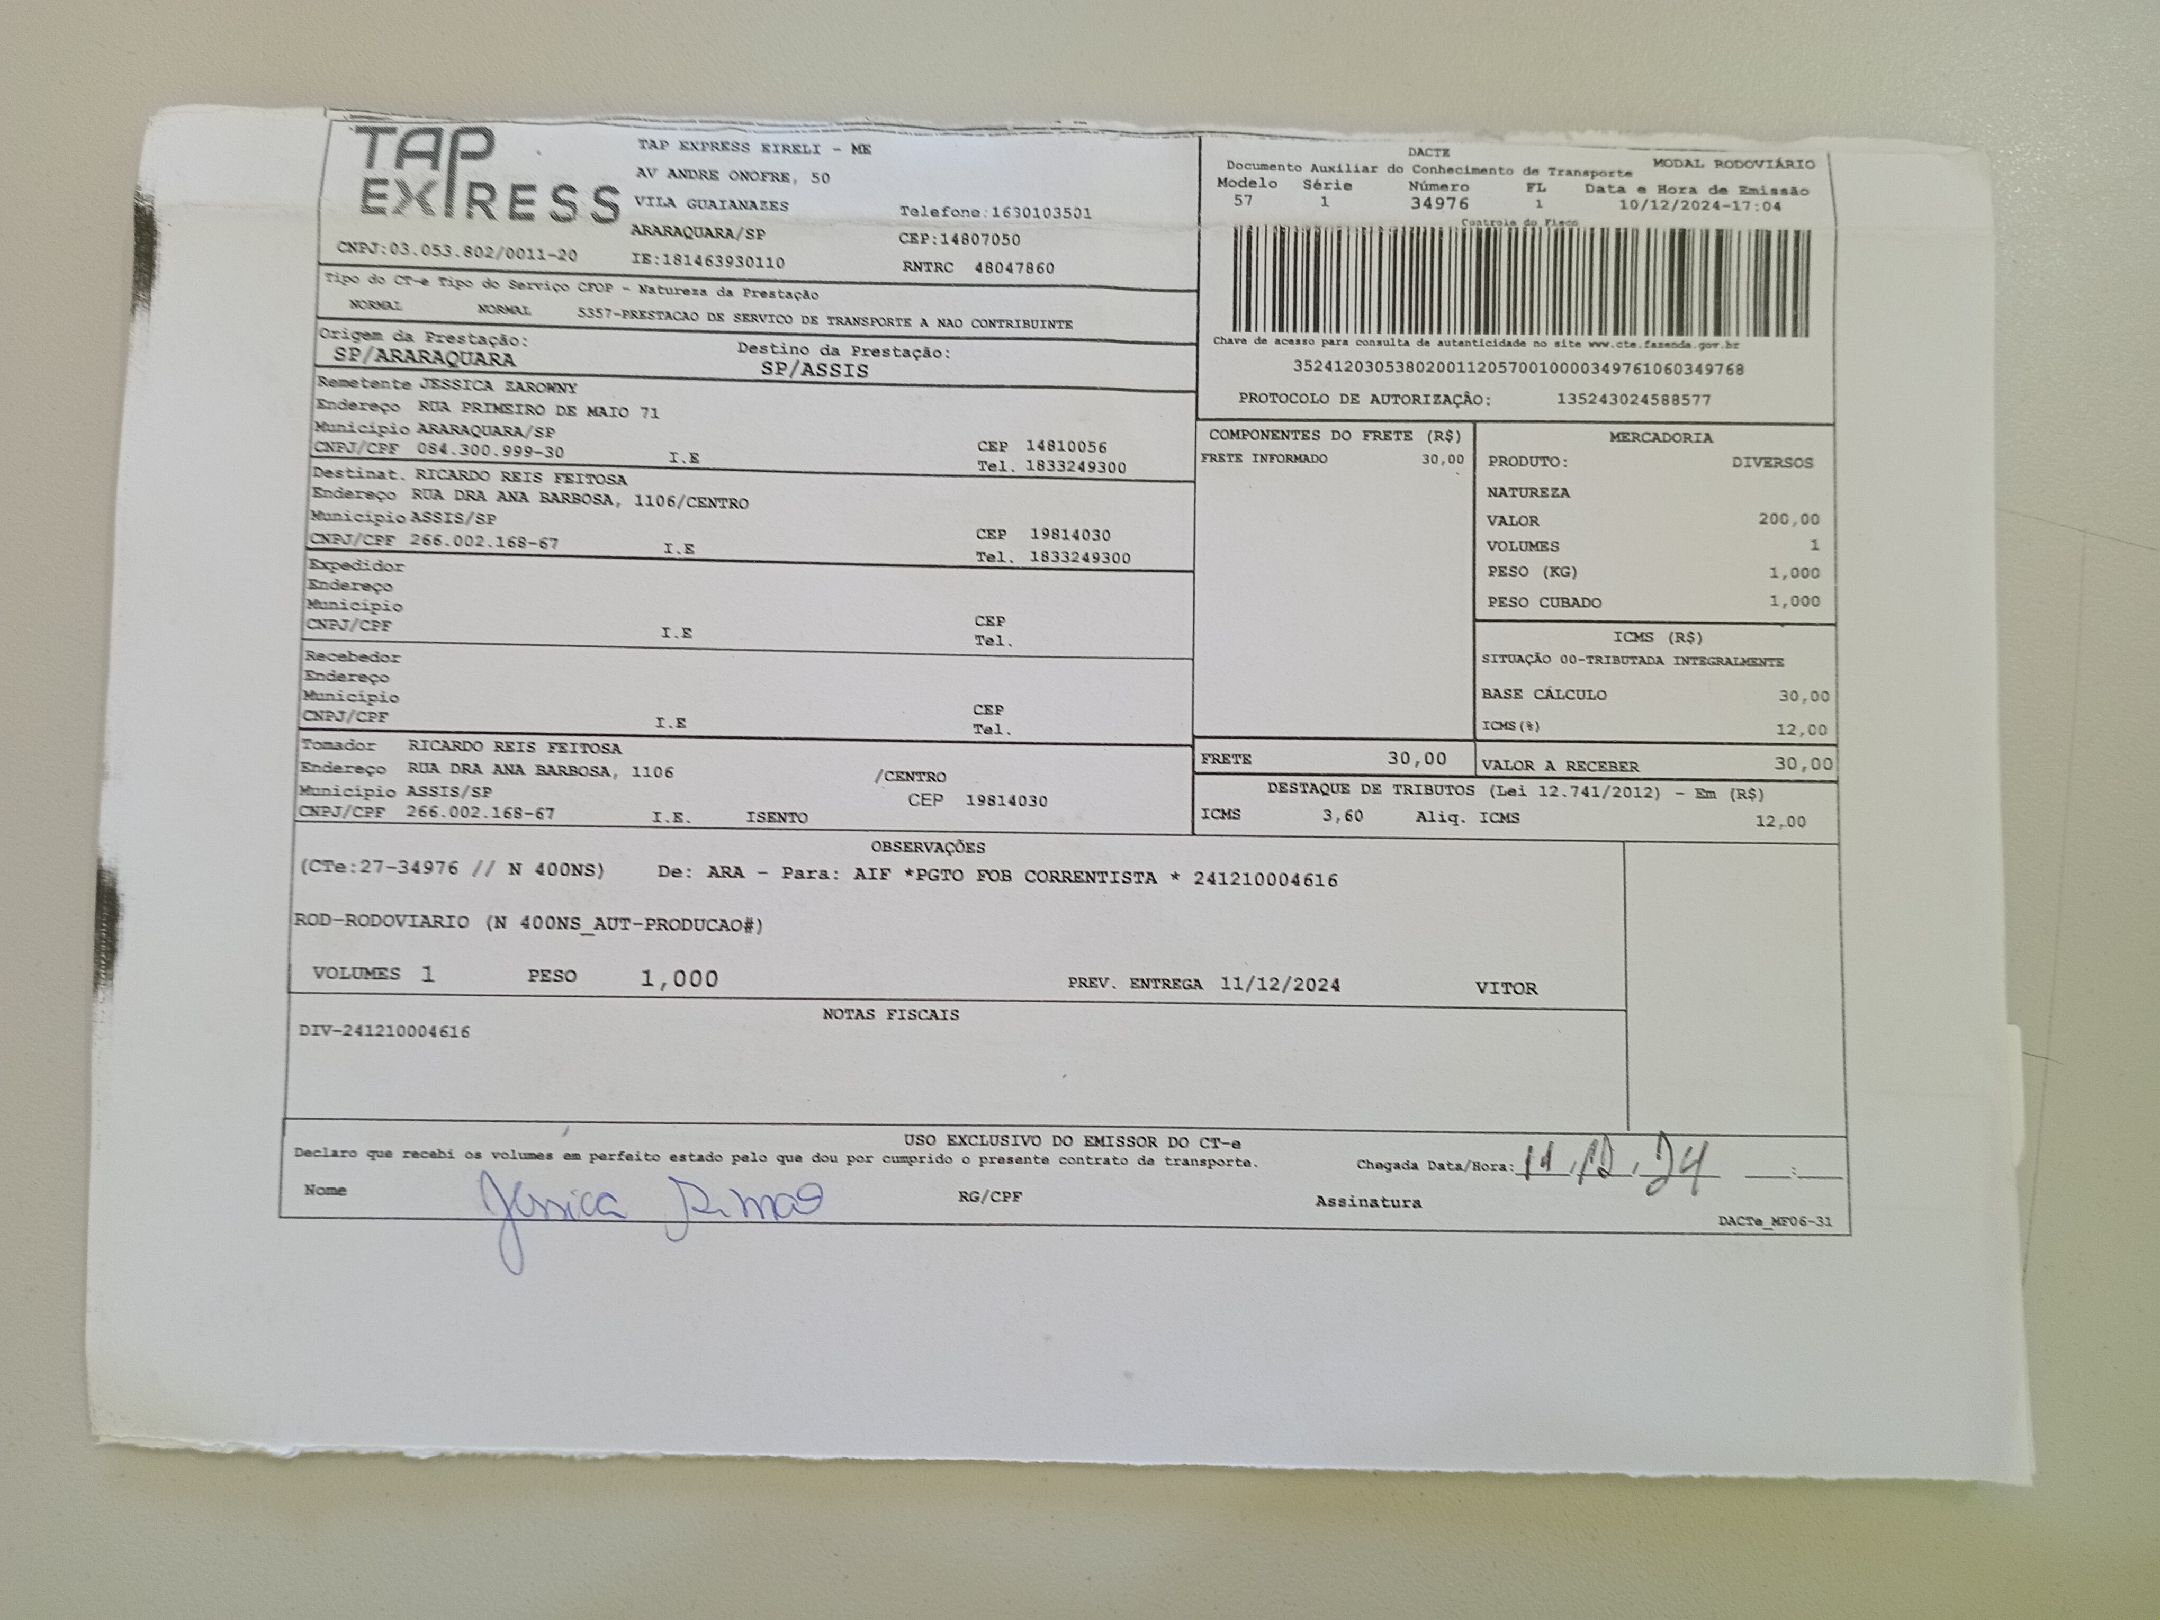 TAP EXPRESS
TAP EXPRESS EIRELI - ME
AV ANDRE ONOFRE, 50
VILA GUAIANAZES Telefone:1630103501
ARARAQUARA/SP CEP:14807050
CNPJ:03.053.802/0011-20 IE:181463930110 RNTRC 48047860
DACTE
Documento Auxiliar do Conhecimento de Transporte MODAL RODOVIÁRIO
Modelo Série Número FL Data e Hora de Emissão
57 1 34976 1 10/12/2024-17:04
Controle do Fisco
Chave de acesso para consulta de autenticidade no site www.cte.fazenda.gov.br
35241203053802001120570010000349761060349768
PROTOCOLO DE AUTORIZAÇÃO: 135243024588577
Tipo do CT-e Tipo do Serviço CFOP - Natureza da Prestação
NORMAL NORMAL 5357-PRESTACAO DE SERVICO DE TRANSPORTE A NAO CONTRIBUINTE
Origem da Prestação: Destino da Prestação:
SP/ARARAQUARA SP/ASSIS
Remetente JESSICA ZAROWNY
Endereço RUA PRIMEIRO DE MAIO 71
Município ARARAQUARA/SP CEP 14810056
CNPJ/CPF 084.300.999-30 I.E Tel. 1833249300
Destinat. RICARDO REIS FEITOSA
Endereço RUA DRA ANA BARBOSA, 1106/CENTRO
Município ASSIS/SP CEP 19814030
CNPJ/CPF 266.002.168-67 I.E Tel. 1833249300
Expedidor
Endereço
Município CEP
CNPJ/CPF I.E Tel.
Recebedor
Endereço
Município CEP
CNPJ/CPF I.E Tel.
Tomador RICARDO REIS FEITOSA
Endereço RUA DRA ANA BARBOSA, 1106 /CENTRO
Município ASSIS/SP CEP 19814030
CNPJ/CPF 266.002.168-67 I.E. ISENTO
COMPONENTES DO FRETE (R$)
FRETE INFORMADO 30,00
MERCADORIA
PRODUTO: DIVERSOS
NATUREZA
VALOR 200,00
VOLUMES 1
PESO (KG) 1,000
PESO CUBADO 1,000
ICMS (R$)
SITUAÇÃO 00-TRIBUTADA INTEGRALMENTE
BASE CÁLCULO 30,00
ICMS(%) 12,00
FRETE 30,00 VALOR A RECEBER 30,00
DESTAQUE DE TRIBUTOS (Lei 12.741/2012) - Em (R$)
ICMS 3,60 Aliq. ICMS 12,00
OBSERVAÇÕES
(CTe:27-34976 // N 400NS) De: ARA - Para: AIF *PGTO FOB CORRENTISTA * 241210004616
ROD-RODOVIARIO (N 400NS_AUT-PRODUCAO#)
VOLUMES 1 PESO 1,000 PREV. ENTREGA 11/12/2024 VITOR
NOTAS FISCAIS
DIV-241210004616
USO EXCLUSIVO DO EMISSOR DO CT-e
Declaro que recebi os volumes em perfeito estado pelo que dou por cumprido o presente contrato de transporte. Chegada Data/Hora: 11,12,24 :
Nome Jessica RG/CPF Assinatura
DACTe_MF06-31